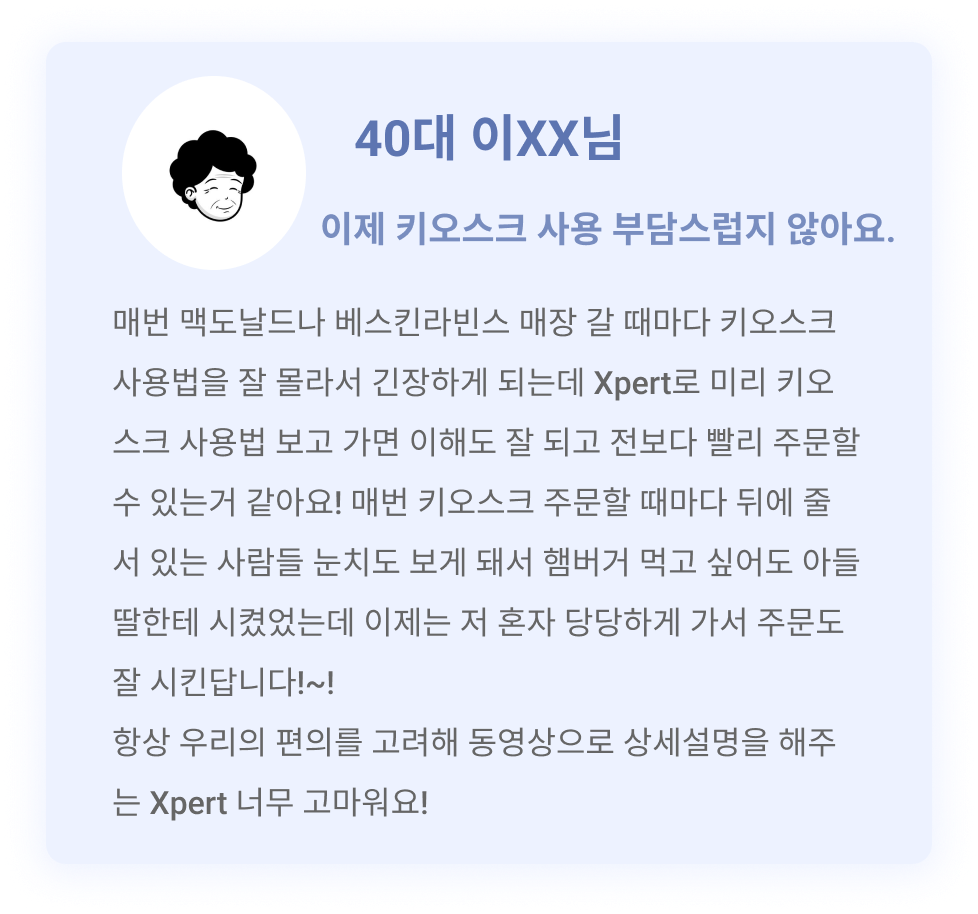 40대 이XX님
이제 키오스크 사용 부담스럽지 않아요.
매번 맥도날드나 베스킨라빈스 매장 갈 때마다 키오스크
사용법을 잘 몰라서 긴장하게 되는데 Xpert로 미리 키오
스크 사용법 보고 가면 이해도 잘 되고 전보다 빨리 주문할
수 있는거 같아요! 매번 키오스크 주문할 때마다 뒤에 줄
서 있는 사람들 눈치도 보게 돼서 햄버거 먹고 싶어도 아들
딸한테 시켰었는데 이제는 저 혼자 당당하게 가서 주문도
잘 시킨답니다!~!
항상 우리의 편의를 고려해 동영상으로 상세설명을 해주
는 Xpert 너무 고마워요!